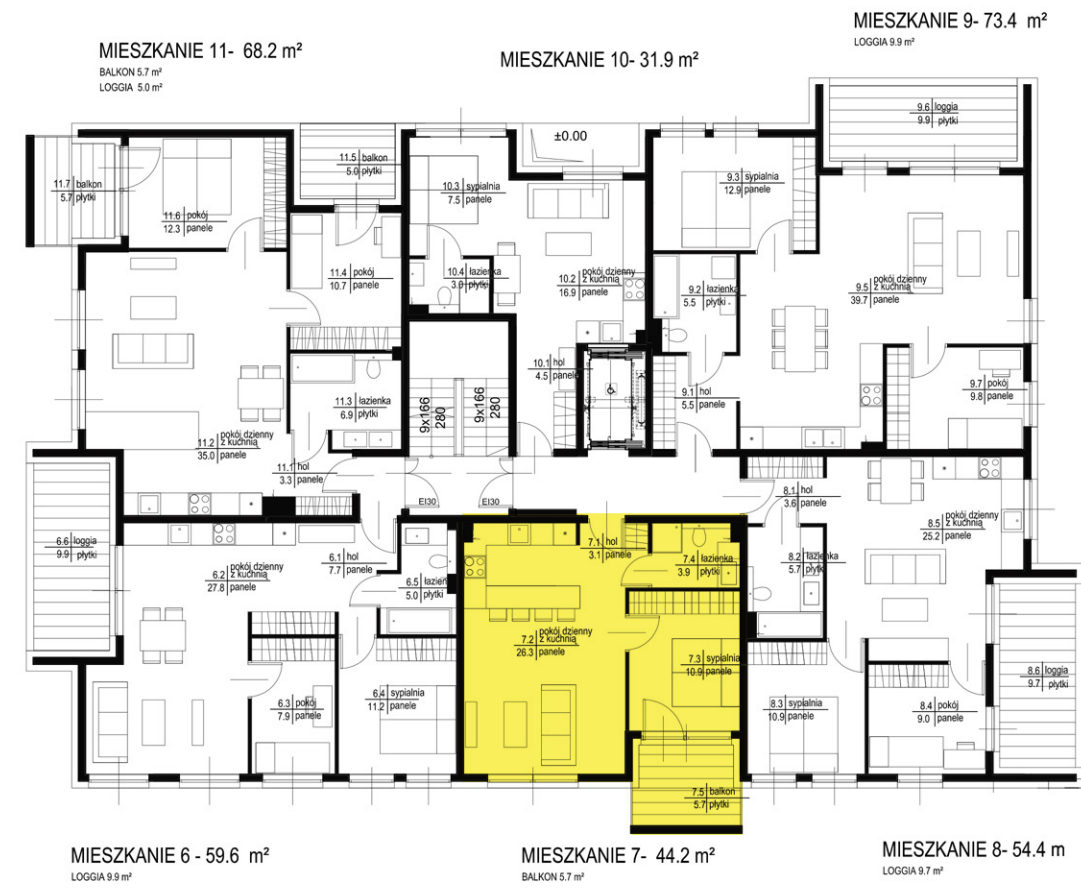 MIESZKANIE 9- 73.4 m²
LOGGIA 9.9 m²
MIESZKANIE 11- 68.2 m²
BALKON 5.7 m²
LOGGIA 5.0 m²
MIESZKANIE 10- 31.9 m²
9.6 loggia
9.9 płytki
±0.00
11.5 balkon
5.0 płytki
11.7 balkon
5.7 płytki
10.3 sypialnia
7.5 panele
9.3 sypialnia
12.9 panele
11.6 pokój
12.3 panele
11.4 pokój
10.7 panele
10.4 łazienka
3.0 płytki
10.2 pokój dzienny
z kuchnią
16.9 panele
9.2 łazienka
5.5 płytki
9.5 pokój dzienny
z kuchnią
39.7 panele
10.1 hol
4.5 panele
9.1 hol
5.5 panele
9.7 pokój
9.8 panele
11.3 łazienka
6.9 płytki
9x166
280
9x166
280
11.2 pokój dzienny
z kuchnią
35.0 panele
11.1 hol
3.3 panele
EI30
EI30
8.1 hol
3.6 panele
8.5 pokój dzienny
z kuchnią
25.2 panele
6.6 loggia
9.9 płytki
6.2 pokój dzienny
z kuchnią
27.8 panele
6.1 hol
7.7 panele
6.5 łazien
5.0 płytki
7.1 hol
3.1 panele
7.4 łazienka
3.9 płytki
8.2 łazienka
5.7 płytki
7.2 pokój dzienny
z kuchnią
26.3 panele
7.3 sypialnia
10.9 panele
8.6 loggia
9.7 płytki
6.3 pokój
7.9 panele
6.4 sypialnia
11.2 panele
8.3 sypialnia
10.9 panele
8.4 pokój
9.0 panele
7.5 balkon
5.7 płytki
MIESZKANIE 6 - 59.6 m²
LOGGIA 9.9 m²
MIESZKANIE 7- 44.2 m²
BALKON 5.7 m²
MIESZKANIE 8- 54.4 m
LOGGIA 9.7 m²